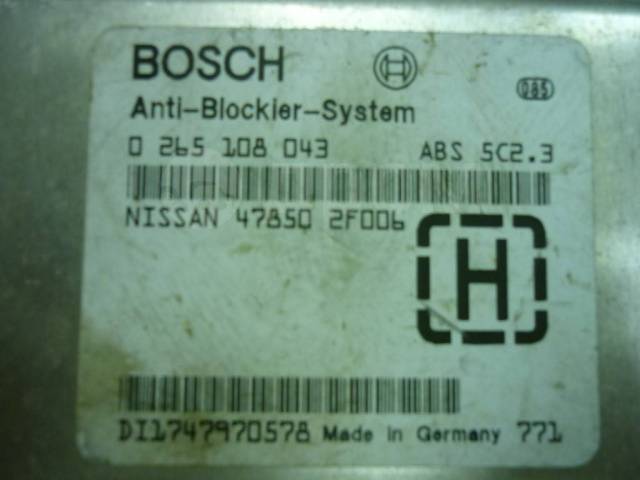 BOSCH
085
Anti-Blockier-System
0 265 108 043 ABS 5C2.3
NISSAN 47850 2F006
H
DI1747970578 Made in Germany 771